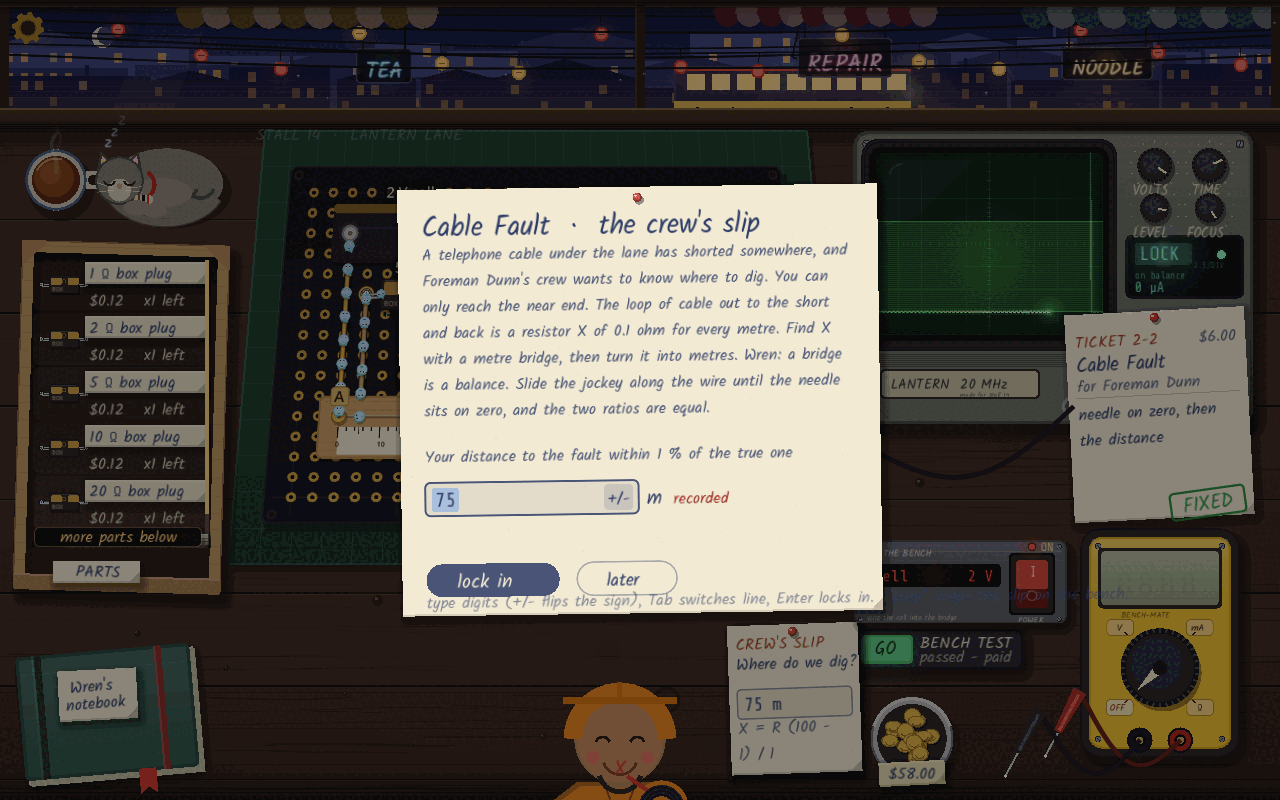 TEA
REPAIR
NOODLE
STALL 14 · LANTERN LANE
z
z
z
1 Ω box plug
$0.12 x1 left
2 Ω box plug
$0.12 x1 left
5 Ω box plug
$0.12 x1 left
10 Ω box plug
$0.12 x1 left
20 Ω box plug
$0.12 x1 left
more parts below
PARTS
A
0 10
Cable Fault · the crew's slip
A telephone cable under the lane has shorted somewhere, and
Foreman Dunn's crew wants to know where to dig. You can
only reach the near end. The loop of cable out to the short
and back is a resistor X of 0.1 ohm for every metre. Find X
with a metre bridge, then turn it into metres. Wren: a bridge
is a balance. Slide the jockey along the wire until the needle
sits on zero, and the two ratios are equal.
Your distance to the fault within 1 % of the true one
75 +/- m recorded
lock in later
type digits (+/- flips the sign), Tab switches line, Enter locks in.
VOLTS TIME
LEVEL FOCUS
LOCK
on balance
0 µA
LANTERN 20 MHz
TICKET 2-2 $6.00
Cable Fault
for Foreman Dunn
needle on zero, then
the distance
FIXED
THE BENCH
ON
ell 2 V
I
POWER
GO
BENCH TEST
passed - paid
CREW'S SLIP
Where do we dig?
75 m
X = R (100 -
l) / l
$58.00
BENCH-MATE
V mA
OFF Ω
Wren's
notebook